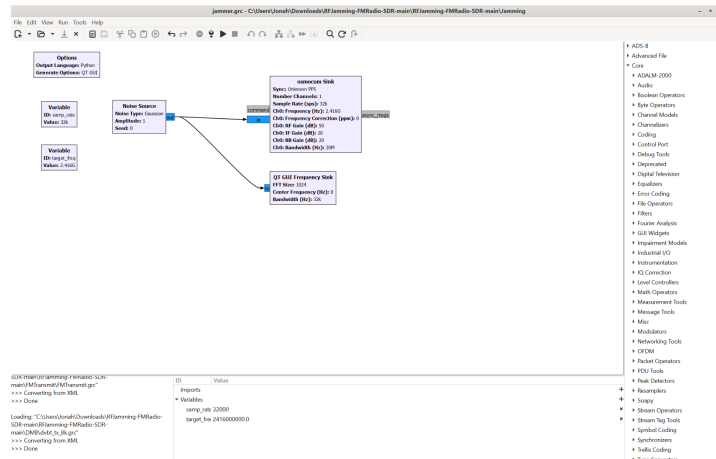 jammer.grc - C:\Users\Jonah\Downloads\RFJamming-FMRadio-SDR-main\RFJamming-FMRadio-SDR-main\Jamming
File Edit View Run Tools Help
Options
Output Language: Python
Generate Options: QT GUI
Variable
ID: samp_rate
Value: 32k
Variable
ID: target_freq
Value: 2.416G
Noise Source
Noise Type: Gaussian
Amplitude: 1
Seed: 0
out
command
in
osmocom Sink
Sync: Unknown PPS
Number Channels: 1
Sample Rate (sps): 32k
Ch0: Frequency (Hz): 2.416G
Ch0: Frequency Correction (ppm): 0
Ch0: RF Gain (dB): 50
Ch0: IF Gain (dB): 20
Ch0: BB Gain (dB): 20
Ch0: Bandwidth (Hz): 20M
async_msgs
QT GUI Frequency Sink
FFT Size: 1024
Center Frequency (Hz): 0
Bandwidth (Hz): 32k
ADS-B
Advanced File
Core
ADALM-2000
Audio
Boolean Operators
Byte Operators
Channel Models
Channelizers
Coding
Control Port
Debug Tools
Deprecated
Digital Television
Equalizers
Error Coding
File Operators
Filters
Fourier Analysis
GUI Widgets
Impairment Models
Industrial I/O
Instrumentation
IQ Correction
Level Controllers
Math Operators
Measurement Tools
Message Tools
Misc
Modulators
Networking Tools
OFDM
Packet Operators
PDU Tools
Peak Detectors
Resamplers
Soapy
Stream Operators
Stream Tag Tools
Symbol Coding
Synchronizers
Trellis Coding
SDR-main\RFJamming-FMRadio-SDR-
main\FMTransmit\FMTransmit.grc"
>>> Converting from XML
>>> Done
Loading: "C:\Users\Jonah\Downloads\RFJamming-FMRadio-
SDR-main\RFJamming-FMRadio-SDR-
main\DMB\dvbt_tx_8k.grc"
>>> Converting from XML
>>> Done
ID Value
Imports
Variables
samp_rate 32000
target_fre 2416000000.0